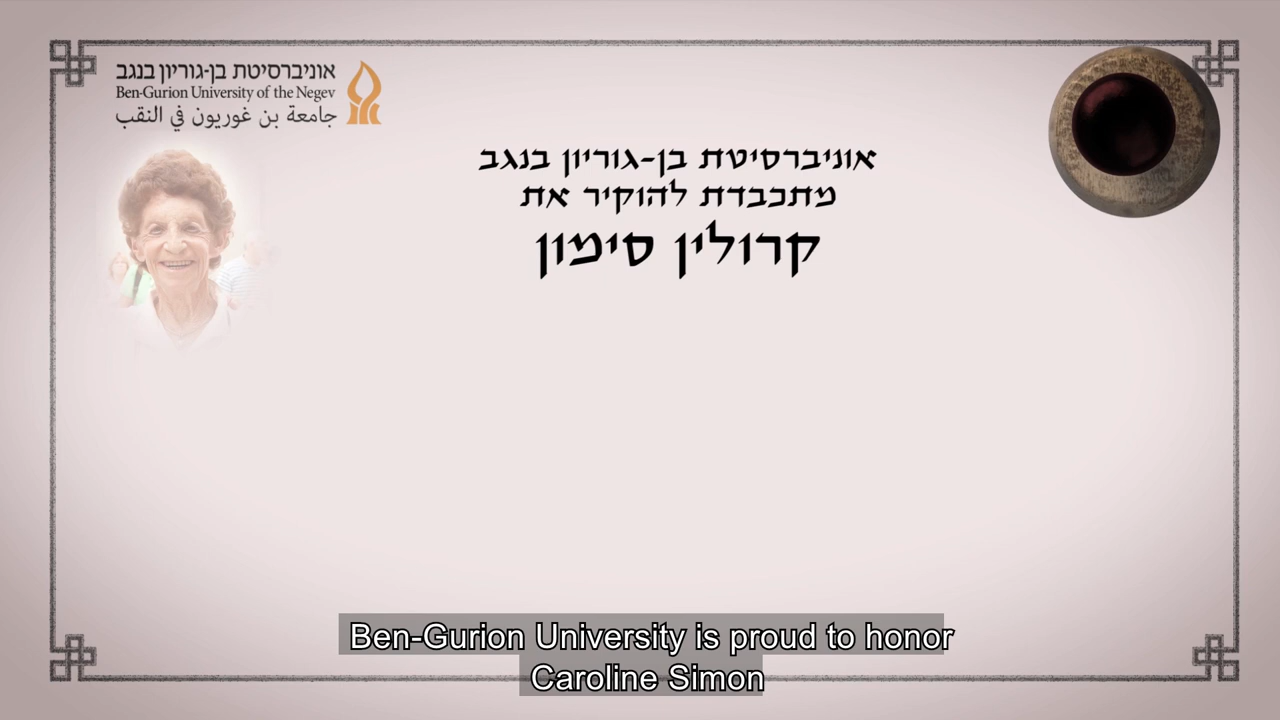 אוניברסיטת בן-גוריון בנגב
Ben-Gurion University of the Negev
جامعة بن غوريون في النقب
אוניברסיטת בן-גוריון בנגב
מתכבדת להוקיר את
קרולין סימון
Ben-Gurion University is proud to honor
Caroline Simon